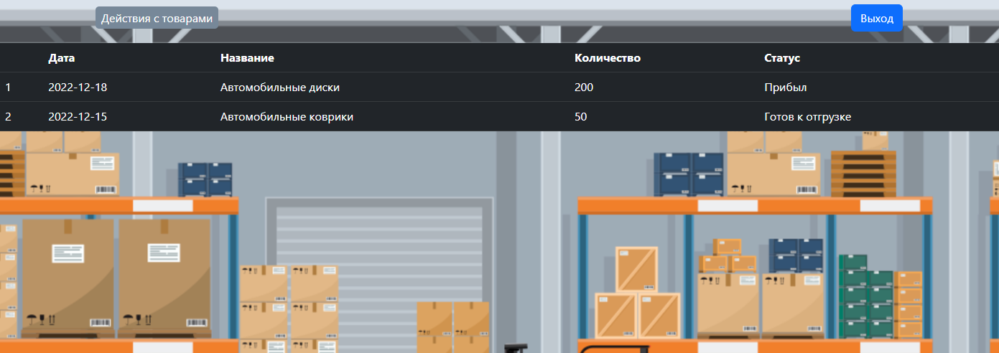 Действия с товарами Выход
Дата Название Количество Статус
1 2022-12-18 Автомобильные диски 200 Прибыл
2 2022-12-15 Автомобильные коврики 50 Готов к отгрузке